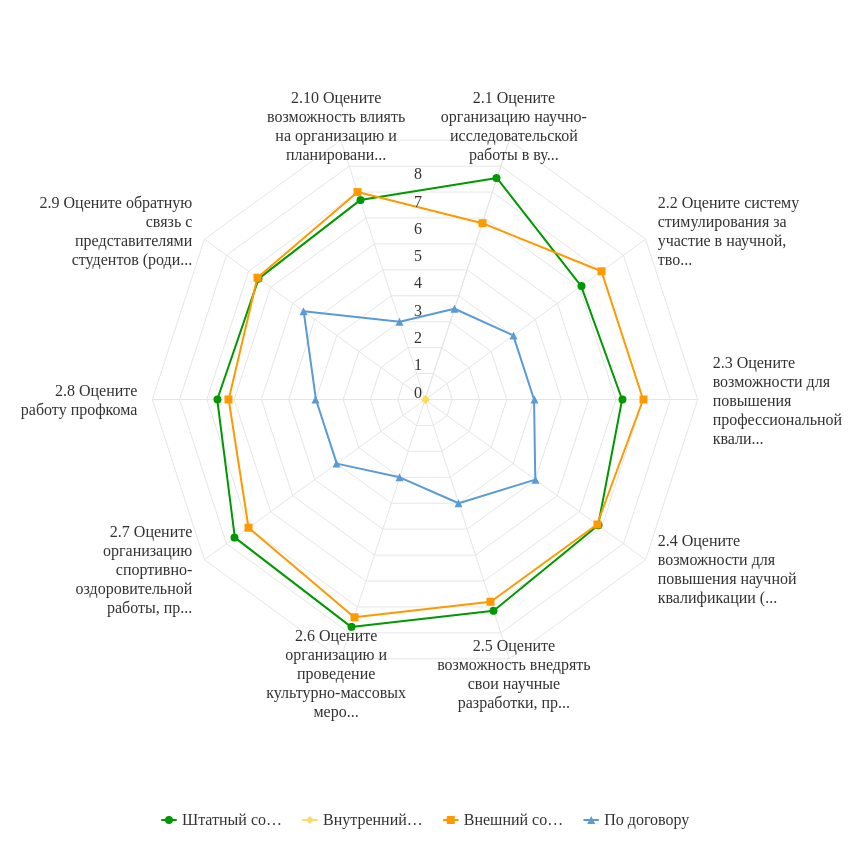 2.10 Оцените
возможность влиять
на организацию и
планировани...
2.1 Оцените
организацию научно-
исследовательской
работы в ву...
2.9 Оцените обратную
связь с
представителями
студентов (роди...
2.2 Оцените систему
стимулирования за
участие в научной,
тво...
8
7
6
5
4
3
2
1
0
2.8 Оцените
работу профкома
2.3 Оцените
возможности для
повышения
профессиональной
квали...
2.7 Оцените
организацию
спортивно-
оздоровительной
работы, пр...
2.4 Оцените
возможности для
повышения научной
квалификации (...
2.6 Оцените
организацию и
проведение
культурно-массовых
меро...
2.5 Оцените
возможность внедрять
свои научные
разработки, пр...
Штатный со…
Внутренний…
Внешний со…
По договору